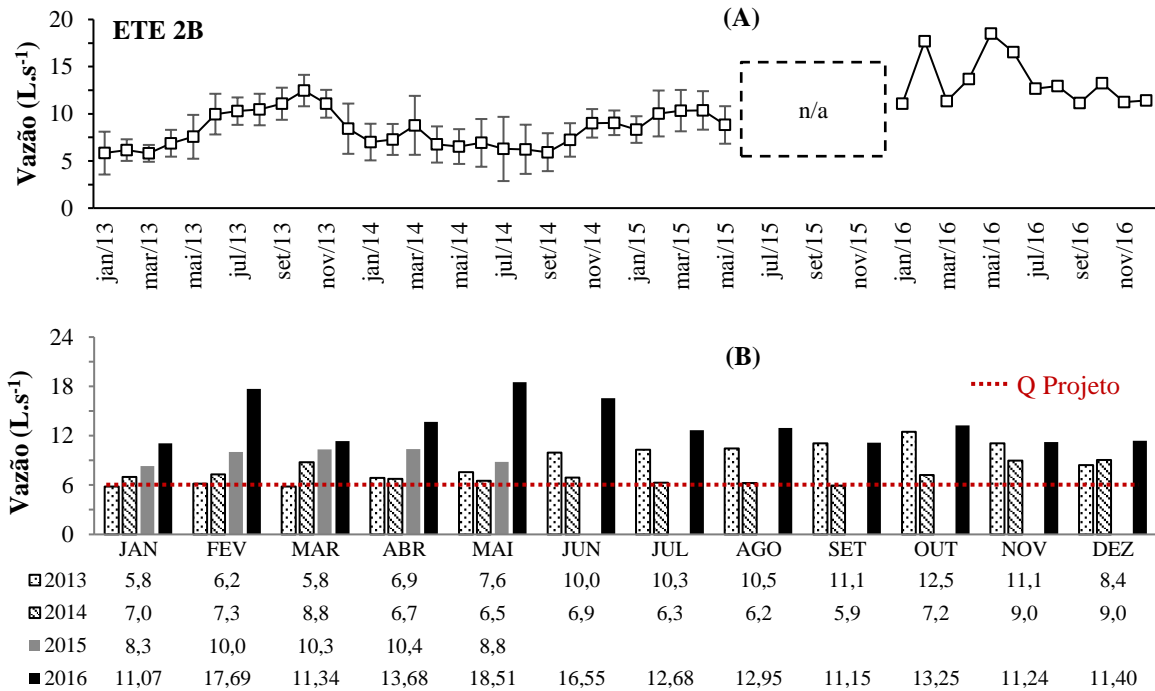 (A)
ETE 2B
Vazão (L.s⁻¹)
20
15
10
5
0
n/a
jan/13 mar/13 mai/13 jul/13 set/13 nov/13 jan/14 mar/14 mai/14 jul/14 set/14 nov/14 jan/15 mar/15 mai/15 jul/15 set/15 nov/15 jan/16 mar/16 mai/16 jul/16 set/16 nov/16
(B)
Vazão (L.s⁻¹)
24
18
12
6
0
Q Projeto
JAN FEV MAR ABR MAI JUN JUL AGO SET OUT NOV DEZ
2013 5,8 6,2 5,8 6,9 7,6 10,0 10,3 10,5 11,1 12,5 11,1 8,4
2014 7,0 7,3 8,8 6,7 6,5 6,9 6,3 6,2 5,9 7,2 9,0 9,0
2015 8,3 10,0 10,3 10,4 8,8
2016 11,07 17,69 11,34 13,68 18,51 16,55 12,68 12,95 11,15 13,25 11,24 11,40